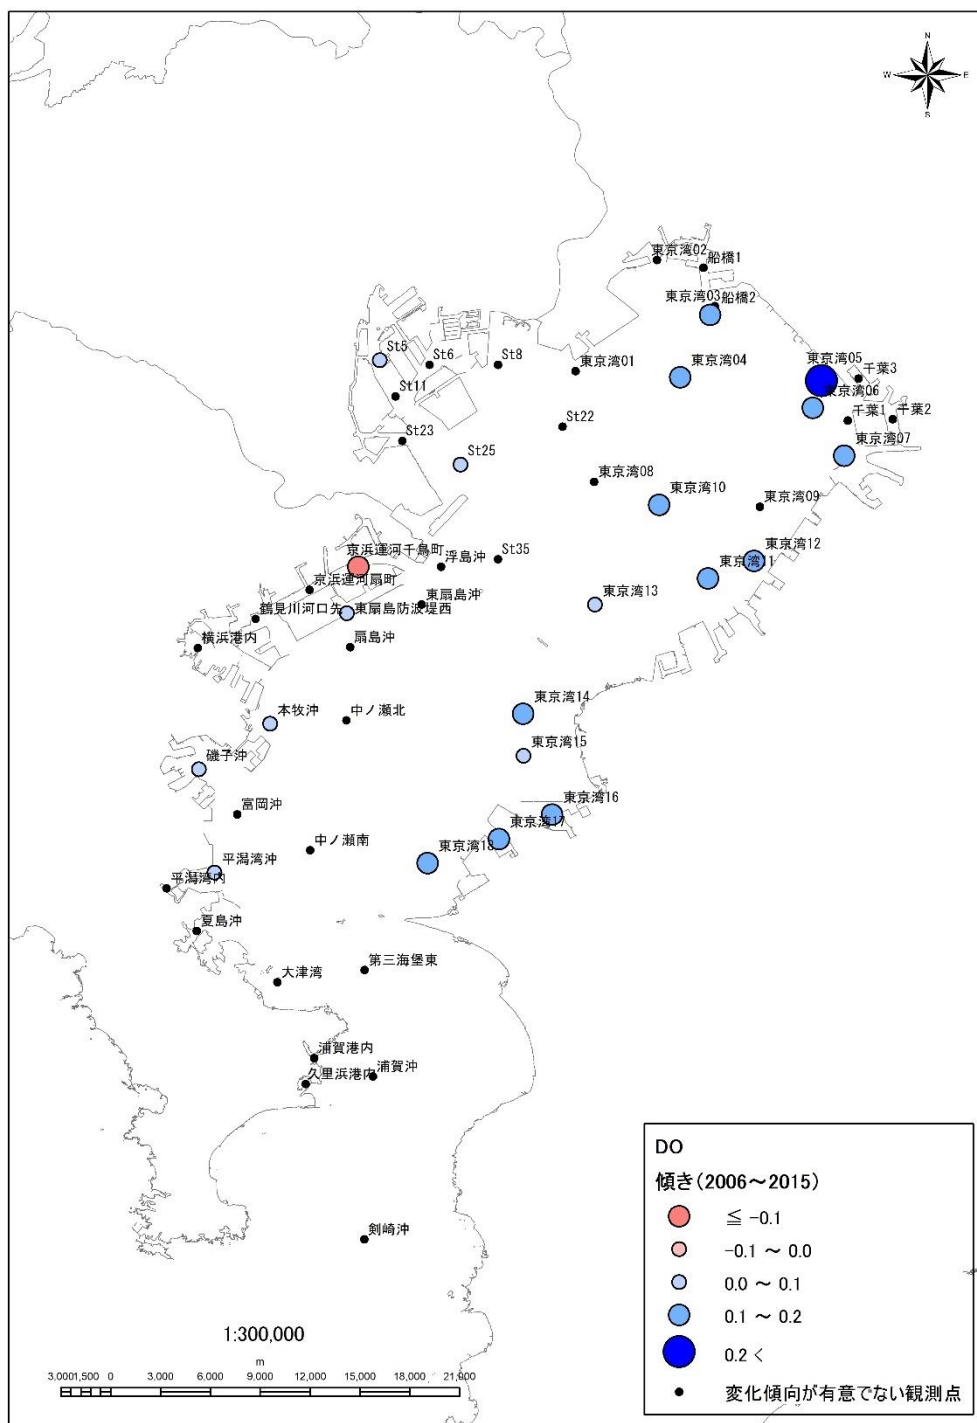 N
W E
S
東京湾02
船橋1
東京湾03
船橋2
St5
St6
St8
東京湾01
東京湾04
東京湾05
千葉3
東京湾06
St11
千葉1
千葉2
St22
St23
東京湾07
St25
東京湾08
東京湾10
東京湾09
京浜運河千鳥町
浮島沖
St35
東京湾12
東京湾11
京浜運河扇町
鶴見川河口先
東扇島防波堤西
東扇島沖
東京湾13
横浜港内
扇島沖
本牧沖
中ノ瀬北
東京湾14
磯子沖
東京湾15
富岡沖
東京湾16
東京湾17
中ノ瀬南
東京湾18
平潟湾沖
平潟湾内
夏島沖
大津湾
第三海堡東
浦賀港内
久里浜港内
浦賀沖
剣崎沖
DO
傾き(2006～2015)
≦ -0.1
-0.1 ～ 0.0
0.0 ～ 0.1
0.1 ～ 0.2
0.2 <
変化傾向が有意でない観測点
1:300,000
m
3,0001,500 0 3,000 6,000 9,000 12,000 15,000 18,000 21,000